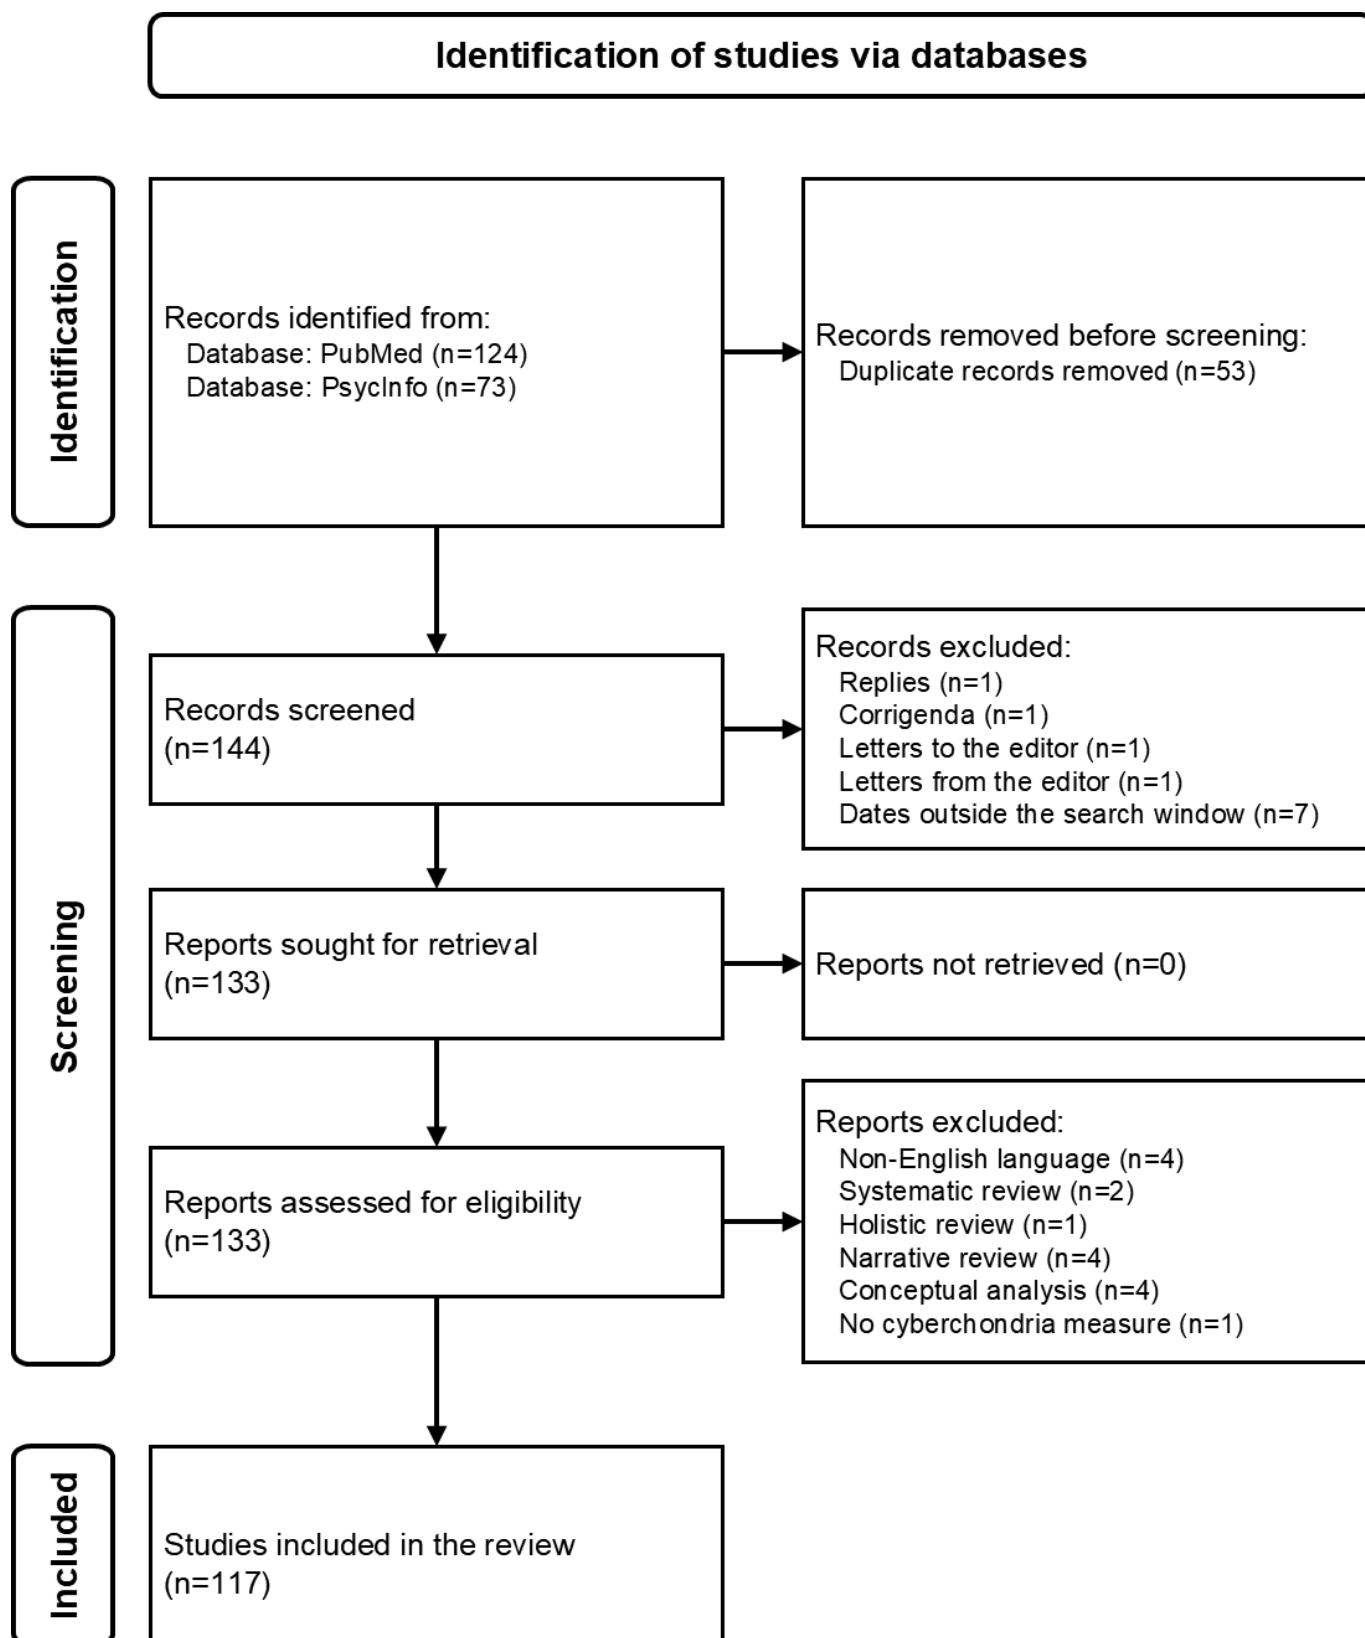 Identification of studies via databases
Identification
Records identified from:
Database: PubMed (n=124)
Database: PsycInfo (n=73)
Records removed before screening:
Duplicate records removed (n=53)
Screening
Records screened
(n=144)
Records excluded:
Replies (n=1)
Corrigenda (n=1)
Letters to the editor (n=1)
Letters from the editor (n=1)
Dates outside the search window (n=7)
Reports sought for retrieval
(n=133)
Reports not retrieved (n=0)
Reports assessed for eligibility
(n=133)
Reports excluded:
Non-English language (n=4)
Systematic review (n=2)
Holistic review (n=1)
Narrative review (n=4)
Conceptual analysis (n=4)
No cyberchondria measure (n=1)
Included
Studies included in the review
(n=117)